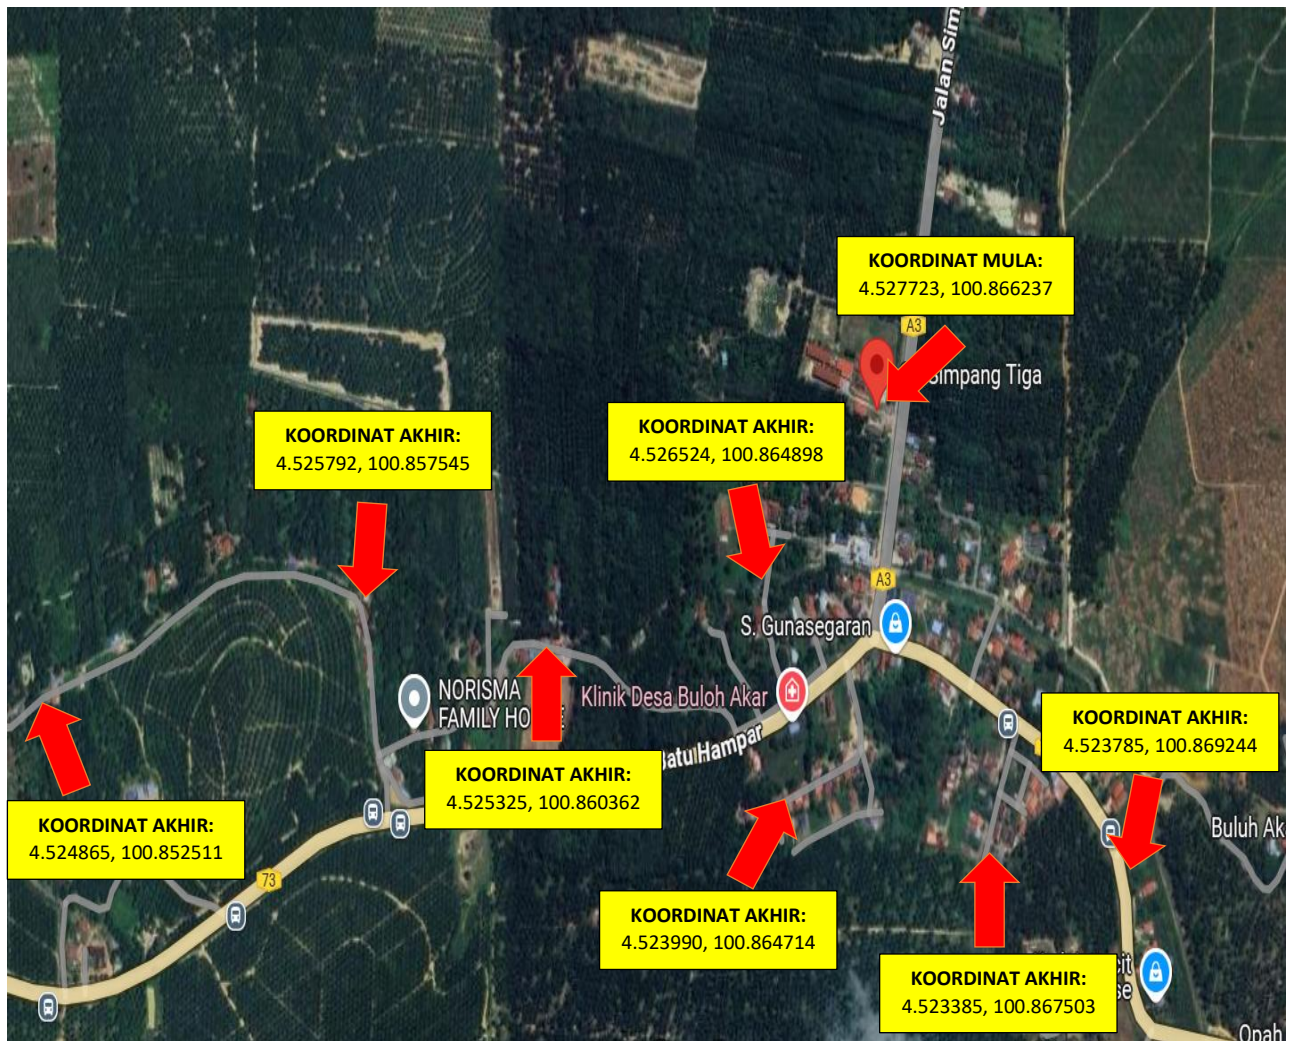 Jalan Sim
KOORDINAT MULA:
4.527723, 100.866237
A3
Simpang Tiga
KOORDINAT AKHIR:
4.525792, 100.857545
KOORDINAT AKHIR:
4.526524, 100.864898
A3
S. Gunasegaran
NORISMA
FAMILY HO E
Klinik Desa Buloh Akar
Batu Hampar
KOORDINAT AKHIR:
4.523785, 100.869244
KOORDINAT AKHIR:
4.525325, 100.860362
KOORDINAT AKHIR:
4.524865, 100.852511
Buluh Ak
73
KOORDINAT AKHIR:
4.523990, 100.864714
KOORDINAT AKHIR:
4.523385, 100.867503
cit
se
Opah